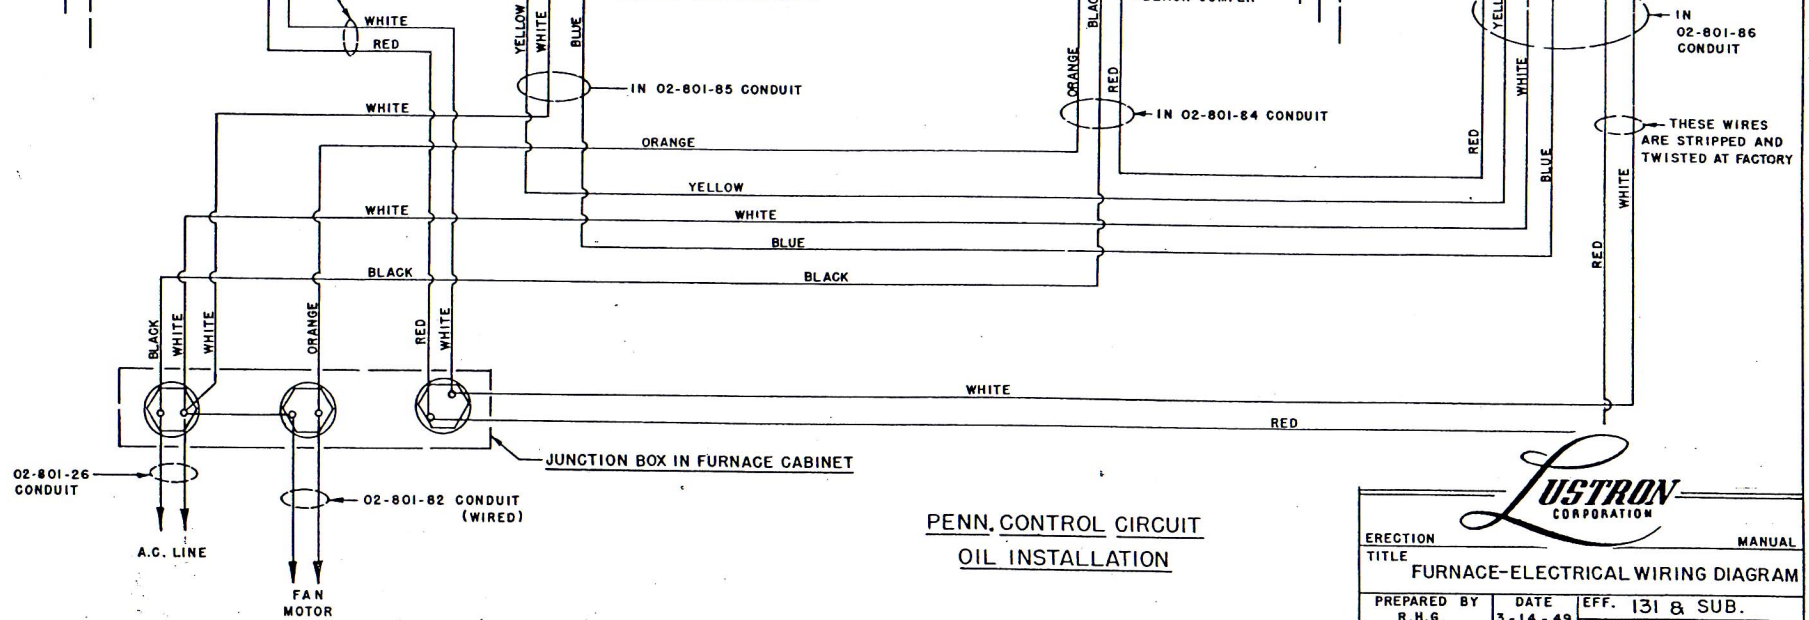 WHITE
RED
YELLOW
WHITE
BLUE
IN 02-801-85 CONDUIT
WHITE
ORANGE
ORANGE
RED
IN 02-801-84 CONDUIT
IN
02-801-86
CONDUIT
WHITE
RED
BLUE
THESE WIRES
ARE STRIPPED AND
TWISTED AT FACTORY
WHITE
RED
YELLOW
WHITE
WHITE
BLUE
BLACK
BLACK
BLACK
WHITE
WHITE
ORANGE
RED
WHITE
WHITE
RED
JUNCTION BOX IN FURNACE CABINET
02-801-26
CONDUIT
02-801-82 CONDUIT
(WIRED)
A.C. LINE
FAN
MOTOR
PENN. CONTROL CIRCUIT
OIL INSTALLATION
LUSTRON
CORPORATION
ERECTION MANUAL
TITLE
FURNACE-ELECTRICAL WIRING DIAGRAM
PREPARED BY
R.H.G.
DATE
3-14-49
EFF. 131 & SUB.